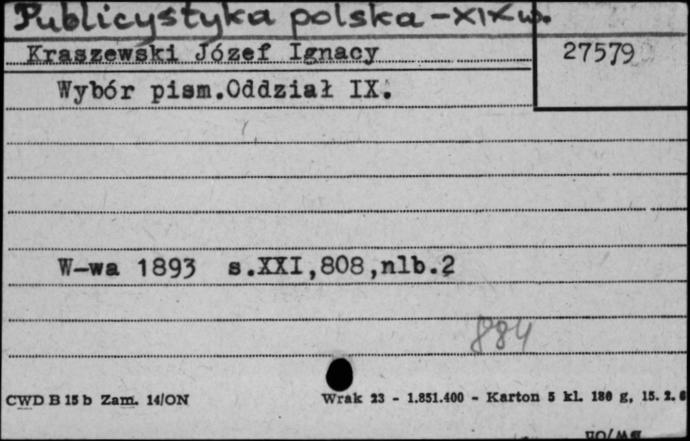 Publicystyka polska – XIX w.
Kraszewski Józef Ignacy
27579
Wybór pism.Oddział IX.
W-wa 1893 s.XXI,808,nlb.2
884
CWD B 15 b Zam. 14/ON
Wrak 23 - 1.851.400 - Karton 5 kl. 180 g, 15. 2. 6